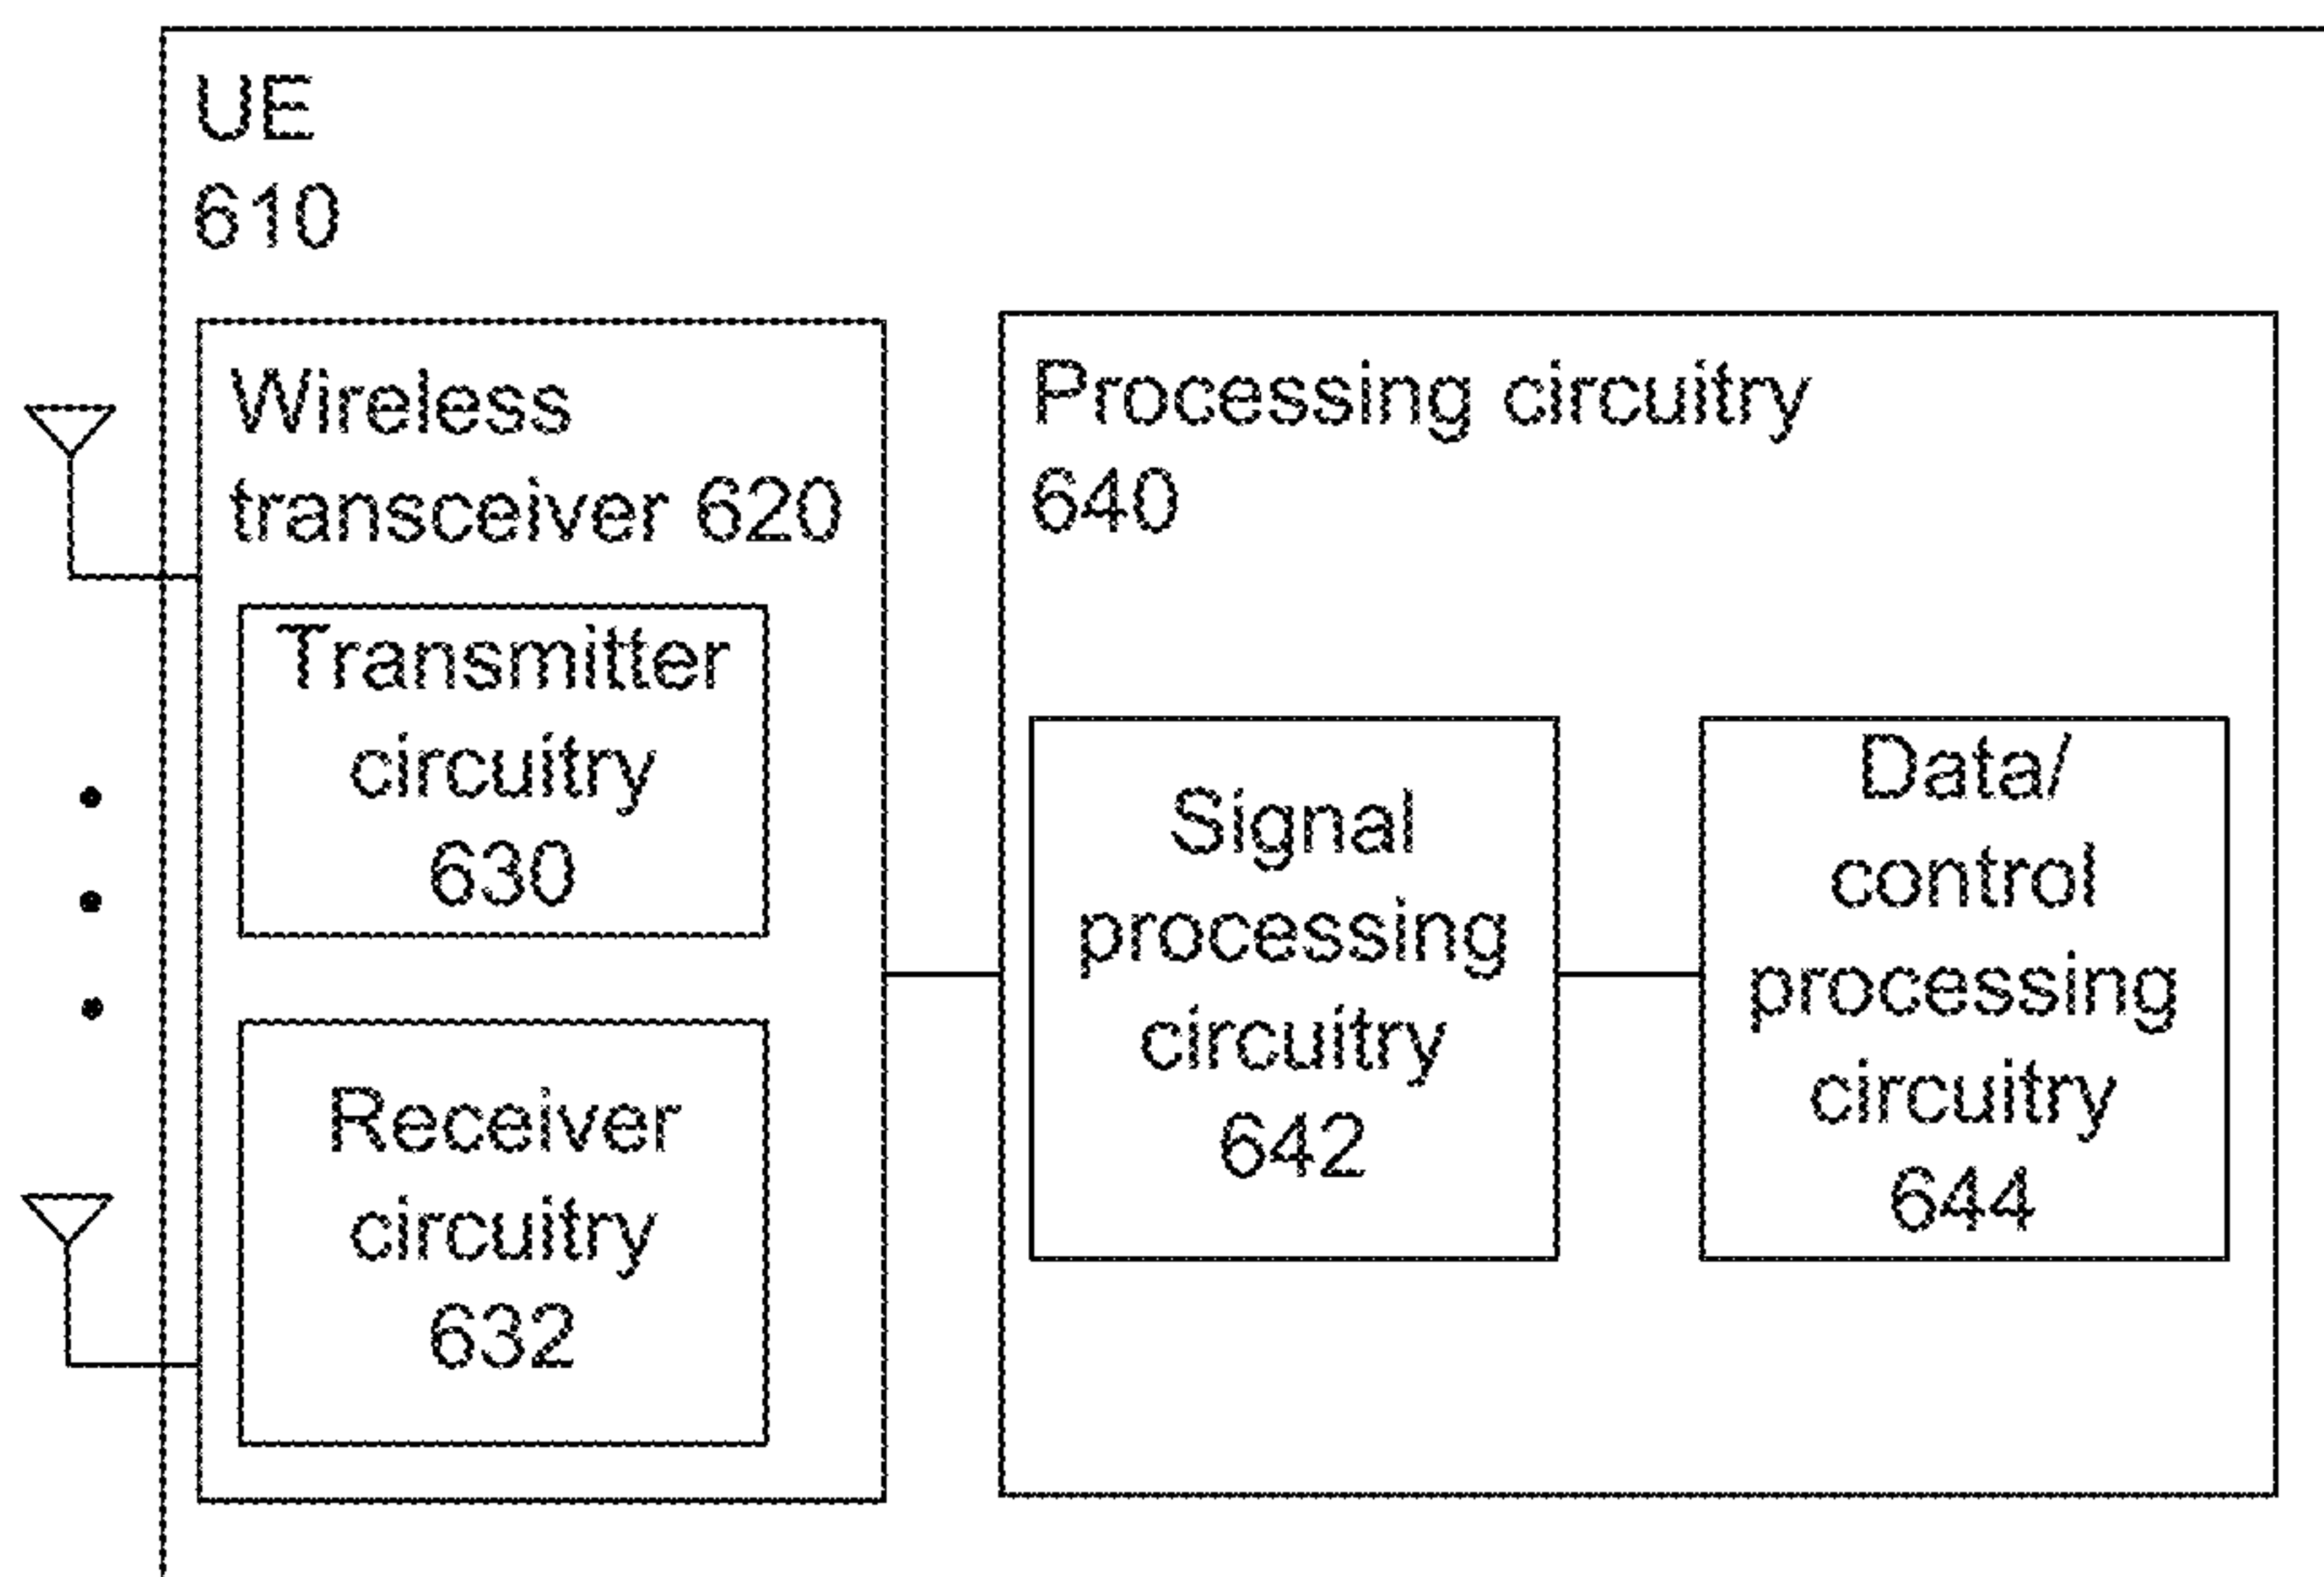 UE
610
Wireless
transceiver 620
Transmitter
circuitry
630
Receiver
circuitry
632
Processing circuitry
640
Signal
processing
circuitry
642
Data/
control
processing
circuitry
644